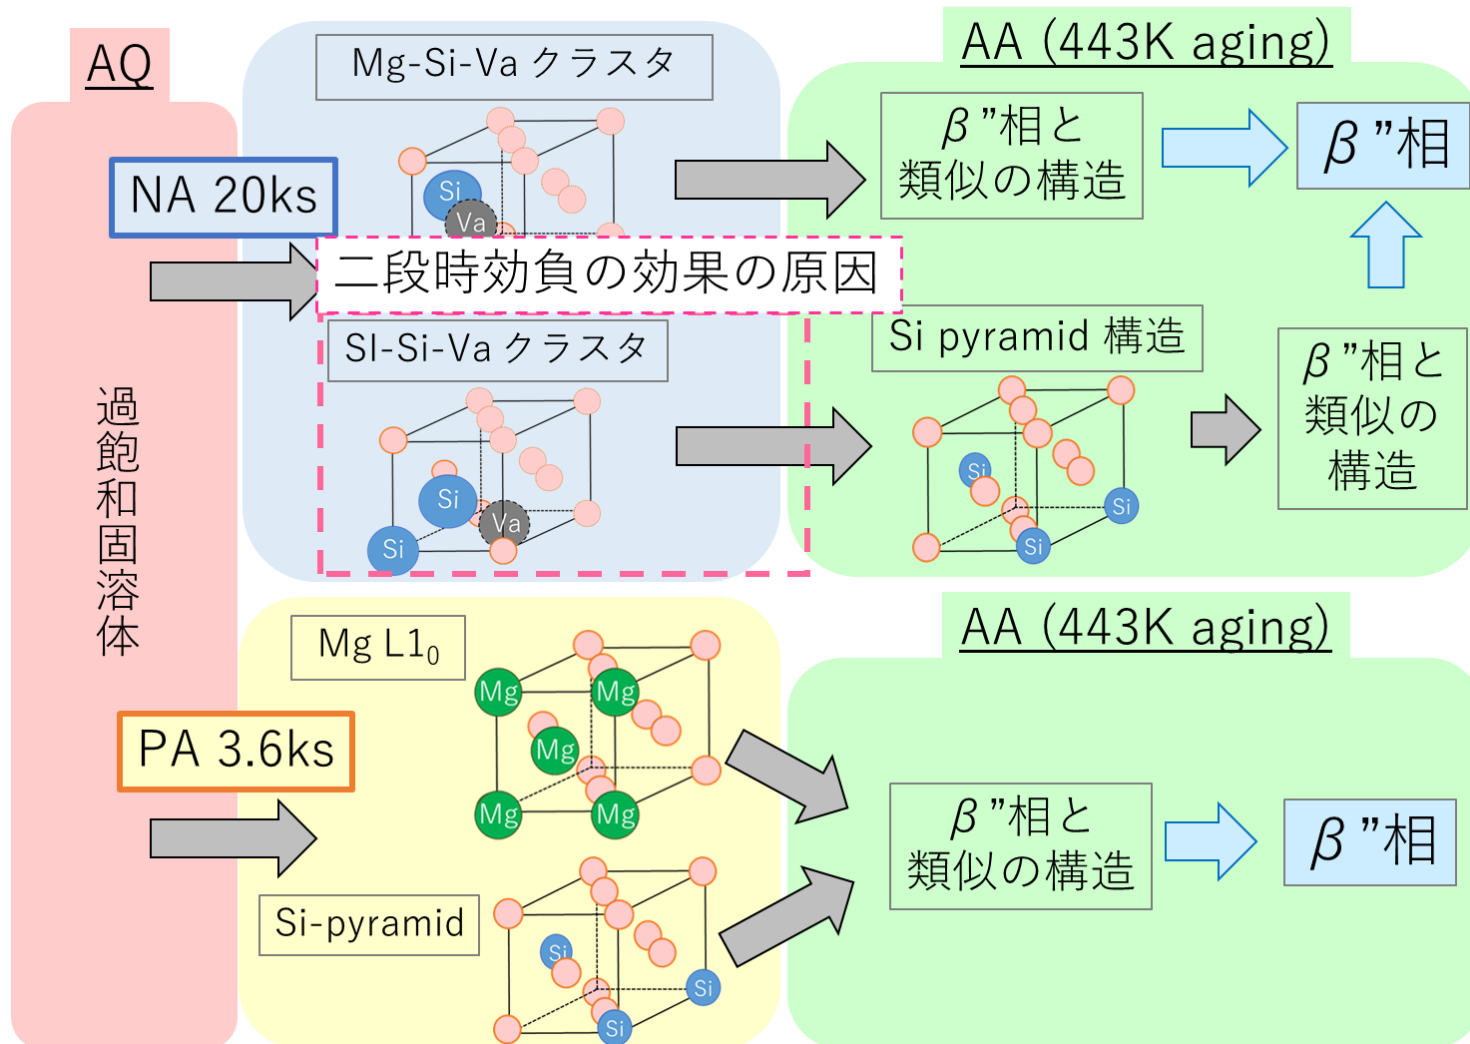 AQ
過飽和固溶体
NA 20ks
Mg-Si-Va クラスタ
Si
Va
二段時効負の効果の原因
SI-Si-Va クラスタ
Si
Va
Si
AA (443K aging)
β”相と
類似の構造
β”相
Si pyramid 構造
Si
Si
Si
β”相と
類似の
構造
PA 3.6ks
Mg L1₀
Mg
Mg
Mg
Mg
Mg
Si-pyramid
Si
Si
Si
AA (443K aging)
β”相と
類似の構造
β”相